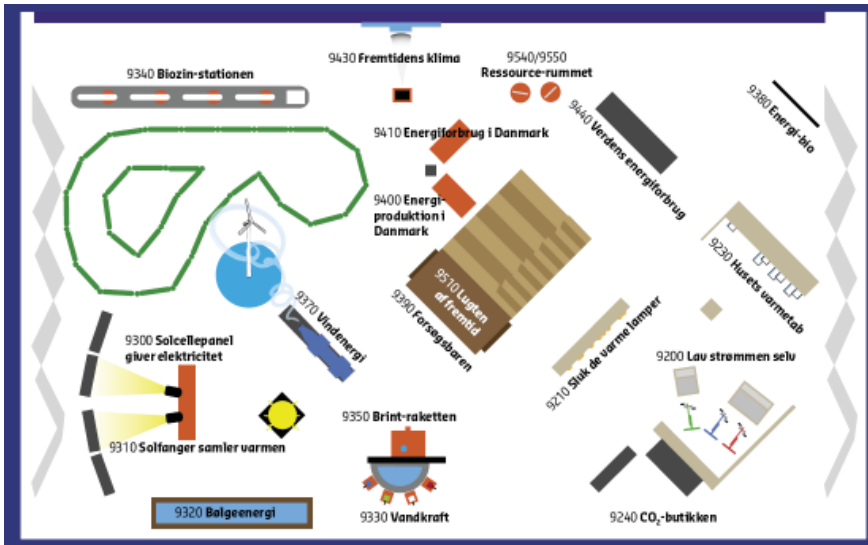 9340 Biozin-stationen
9430 Fremtidens klima
9540/9550
Ressource-rummet
9380 Energi-bio
9440 Verdens energiforbrug
9410 Energiforbrug i Danmark
9400 Energi-
produktion i
Danmark
9230 Husets varmetab
9510 Lugten
af fremtid
9390 Forsøgsbaren
9370 Vindenergi
9300 Solcellepanel
giver elektricitet
9210 Sluk de varme lamper
9200 Lav strømmen selv
9350 Brint-raketten
9310 Solfanger samler varmen
9320 Bølgeenergi
9330 Vandkraft
9240 CO₂-butikken